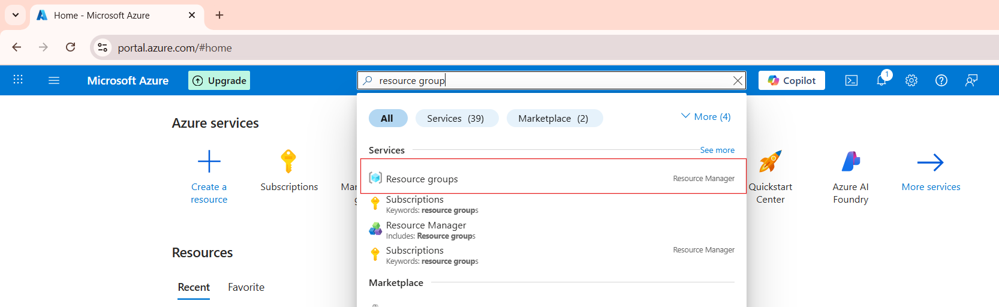 Home - Microsoft Azure
portal.azure.com/#home
Microsoft Azure
Upgrade
resource group
Copilot
1
All
Services (39)
Marketplace (2)
More (4)
Azure services
Services
See more
Create a
resource
Subscriptions
Resource groups
Resource Manager
Subscriptions
Keywords: resource groups
Resource Manager
Includes: Resource groups
Subscriptions
Resource Manager
Keywords: resource groups
Marketplace
Quickstart
Center
Azure AI
Foundry
More services
Resources
Recent
Favorite